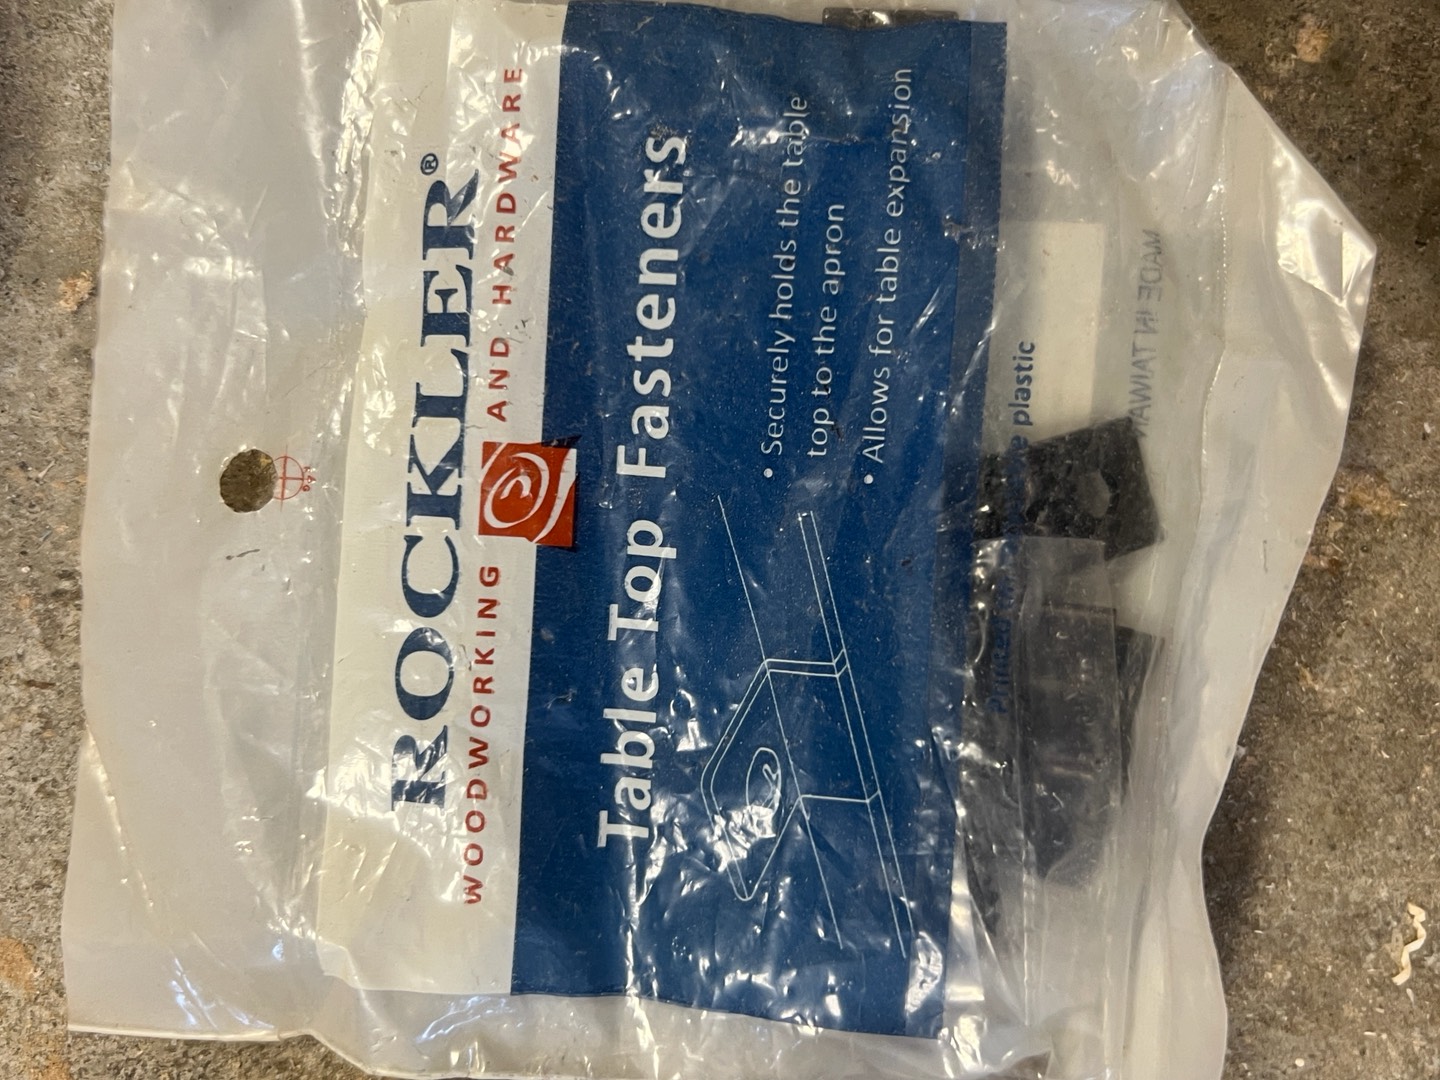 ROCKLER®
WOODWORKING AND HARDWARE
Table Top Fasteners
• Securely holds the table
top to the apron
• Allows for table expansion
Printed plastic
MADE IN TAIWAN